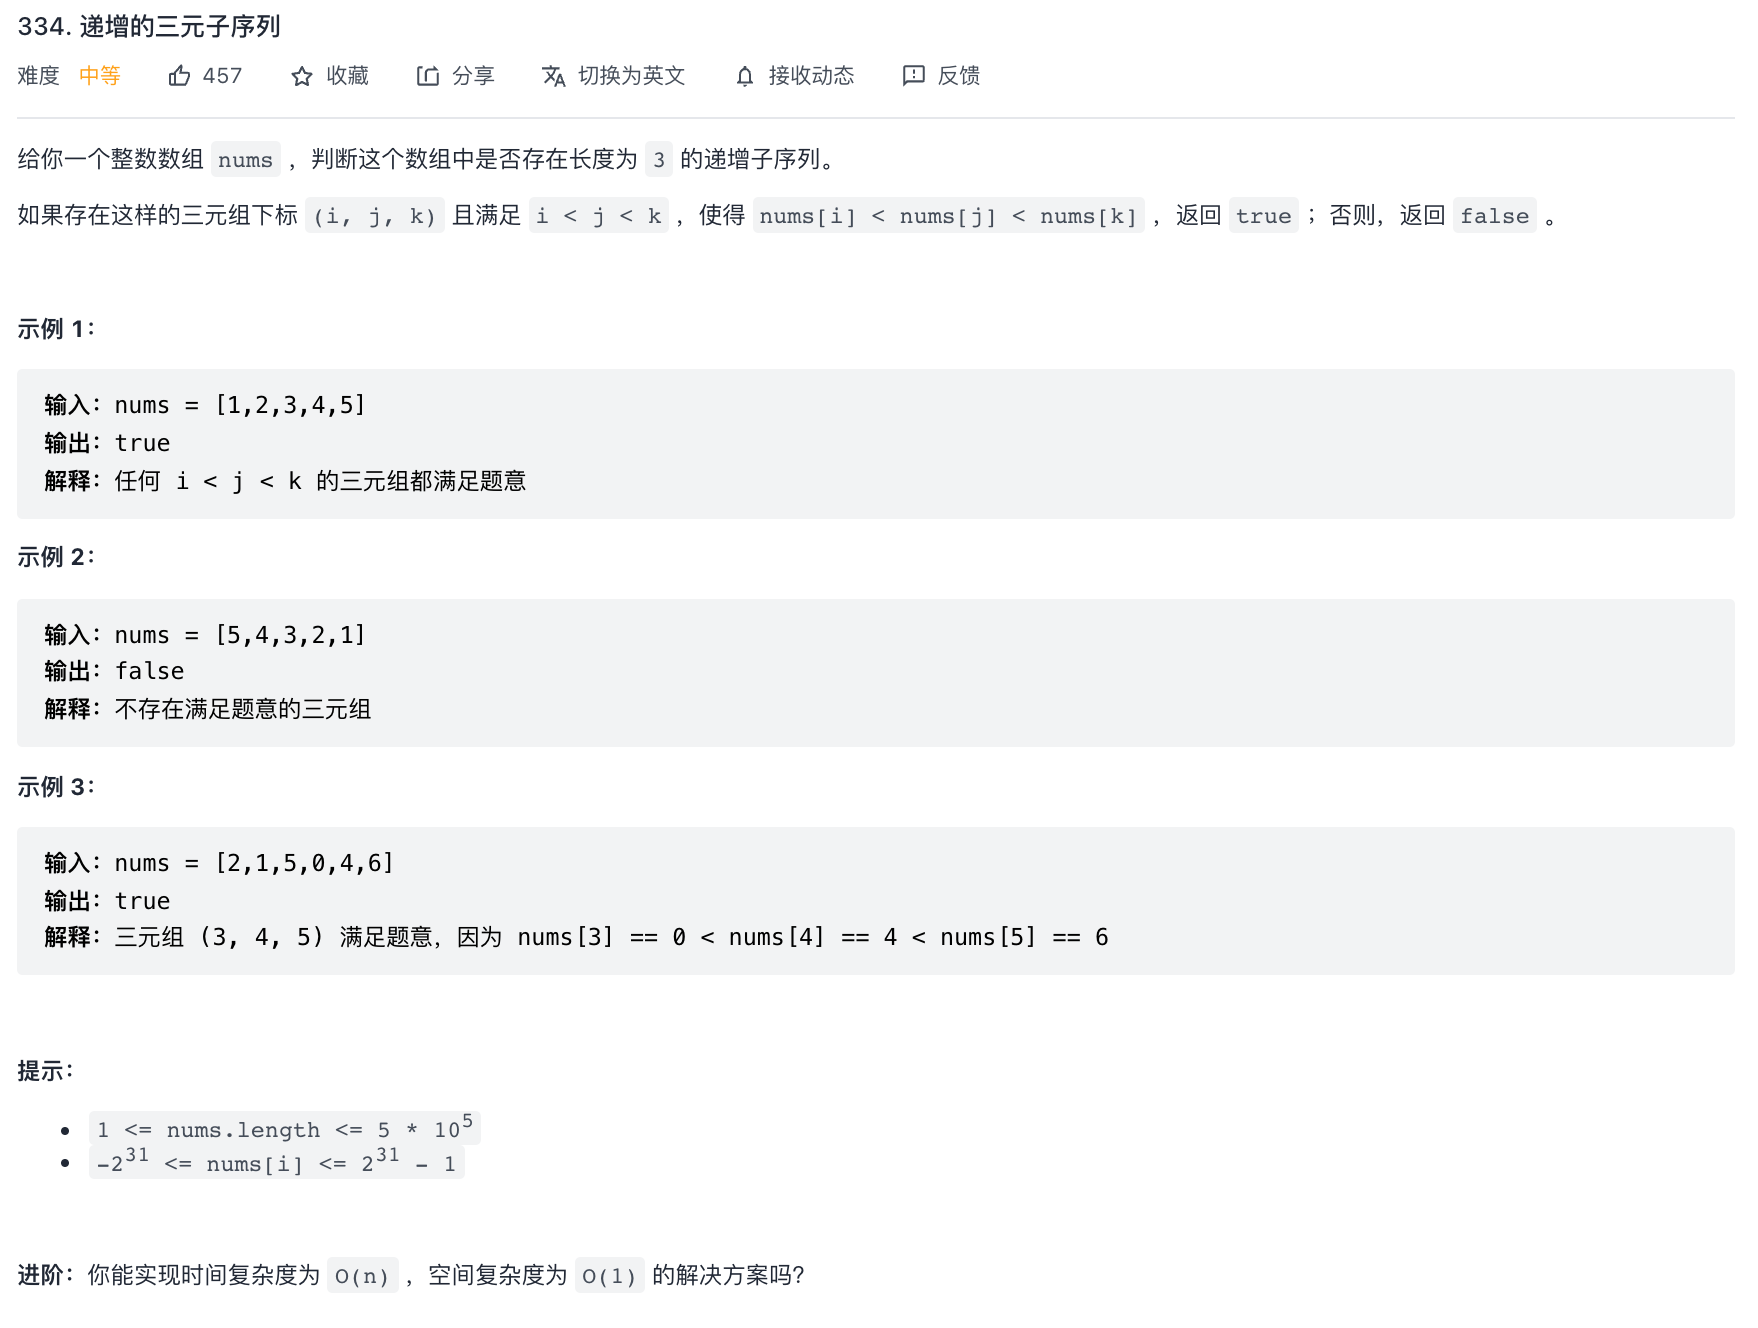 334. 递增的三元子序列
难度 中等 457 收藏 分享 切换为英文 接收动态 反馈
给你一个整数数组 nums ，判断这个数组中是否存在长度为 3 的递增子序列。
如果存在这样的三元组下标 (i, j, k) 且满足 i < j < k ，使得 nums[i] < nums[j] < nums[k] ，返回 true ；否则，返回 false 。
示例 1：
输入：nums = [1,2,3,4,5]
输出：true
解释：任何 i < j < k 的三元组都满足题意
示例 2：
输入：nums = [5,4,3,2,1]
输出：false
解释：不存在满足题意的三元组
示例 3：
输入：nums = [2,1,5,0,4,6]
输出：true
解释：三元组 (3, 4, 5) 满足题意，因为 nums[3] == 0 < nums[4] == 4 < nums[5] == 6
提示：
• 1 <= nums.length <= 5 * 10⁵
• -2³¹ <= nums[i] <= 2³¹ - 1
进阶：你能实现时间复杂度为 O(n) ，空间复杂度为 O(1) 的解决方案吗？